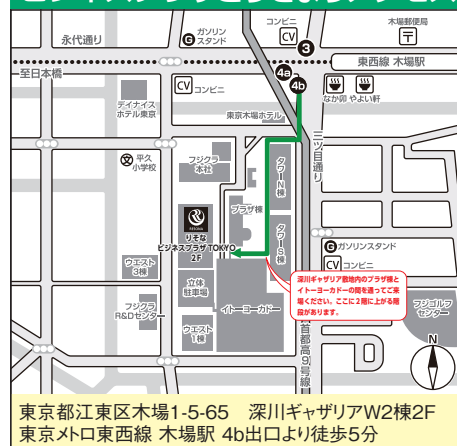 永代通り
ガソリン
スタンド
コンビニ
CV
木場郵便局
3
東西線 木場駅
至日本橋
4a
4b
CV コンビニ
デイナイス
ホテル東京
東京木場ホテル
なか卯 やよい軒
三ツ目通り
文 平久
小学校
フジクラ
本社
タワーN棟
プラザ棟
R
RESONA
りそな
ビジネスプラザTOKYO
2F
タワーS棟
Gガソリンスタンド
CV コンビニ
ウエスト
3棟
立体
駐車場
イトーヨーカドー
深川ギャザリア敷地内のプラザ棟と
イトーヨーカドーの間を通ってご来
場ください。ここに2階に上がる階
段があります。
フジクラ
R&Dセンター
ウエスト
1棟
首都高9号線
フジゴルフ
センター
N
東京都江東区木場1-5-65 深川ギャザリアW2棟2F
東京メトロ東西線 木場駅 4b出口より徒歩5分